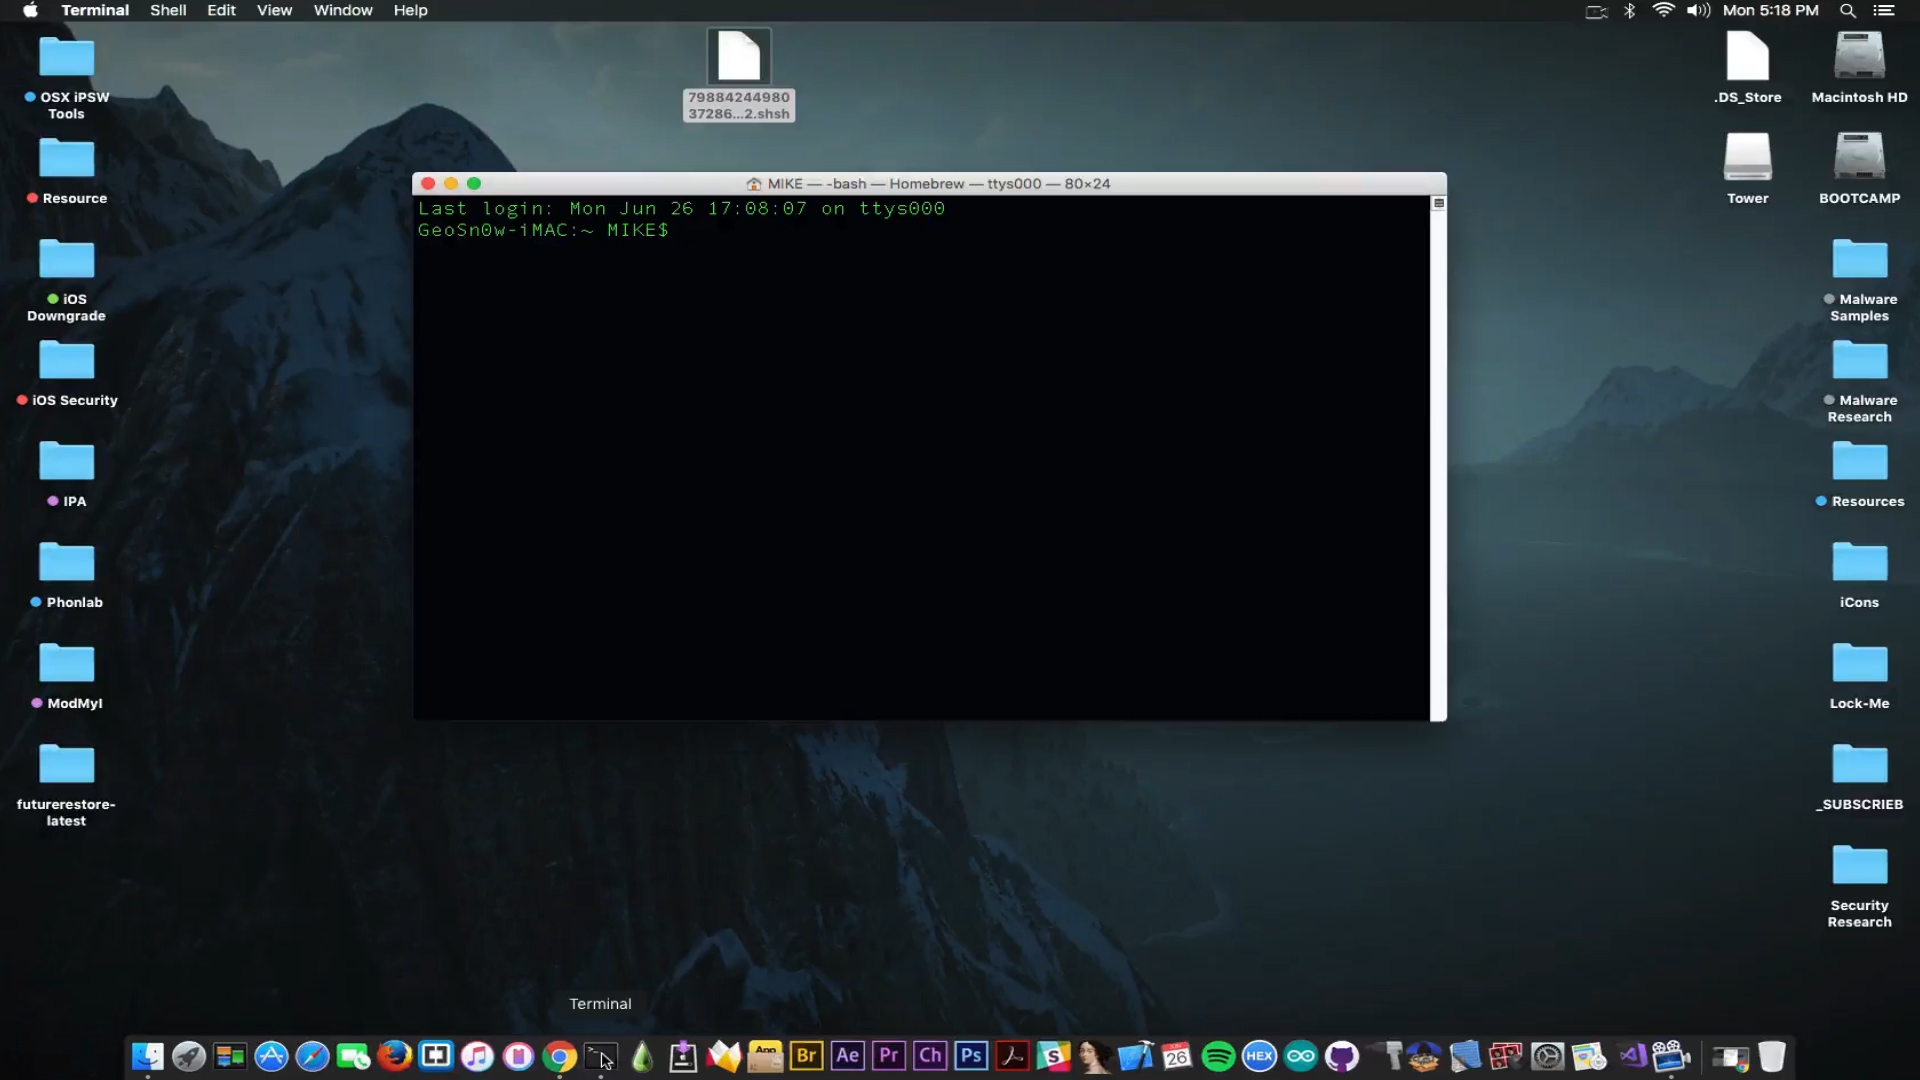 Terminal Shell Edit View Window Help
Mon 5:18 PM
OSX iPSW
Tools
Resource
iOS
Downgrade
iOS Security
IPA
Phonlab
ModMyI
futurerestore-
latest
79884244980
37286...2.shsh
MIKE — -bash — Homebrew — ttys000 — 80×24
Last login: Mon Jun 26 17:08:07 on ttys000
GeoSn0w-iMAC:~ MIKE$
.DS_Store
Macintosh HD
Tower
BOOTCAMP
Malware
Samples
Malware
Research
Resources
iCons
Lock-Me
_SUBSCRIEB
Security
Research
Terminal
App
Br
Ae
Pr
Ch
Ps
S
26
HEX